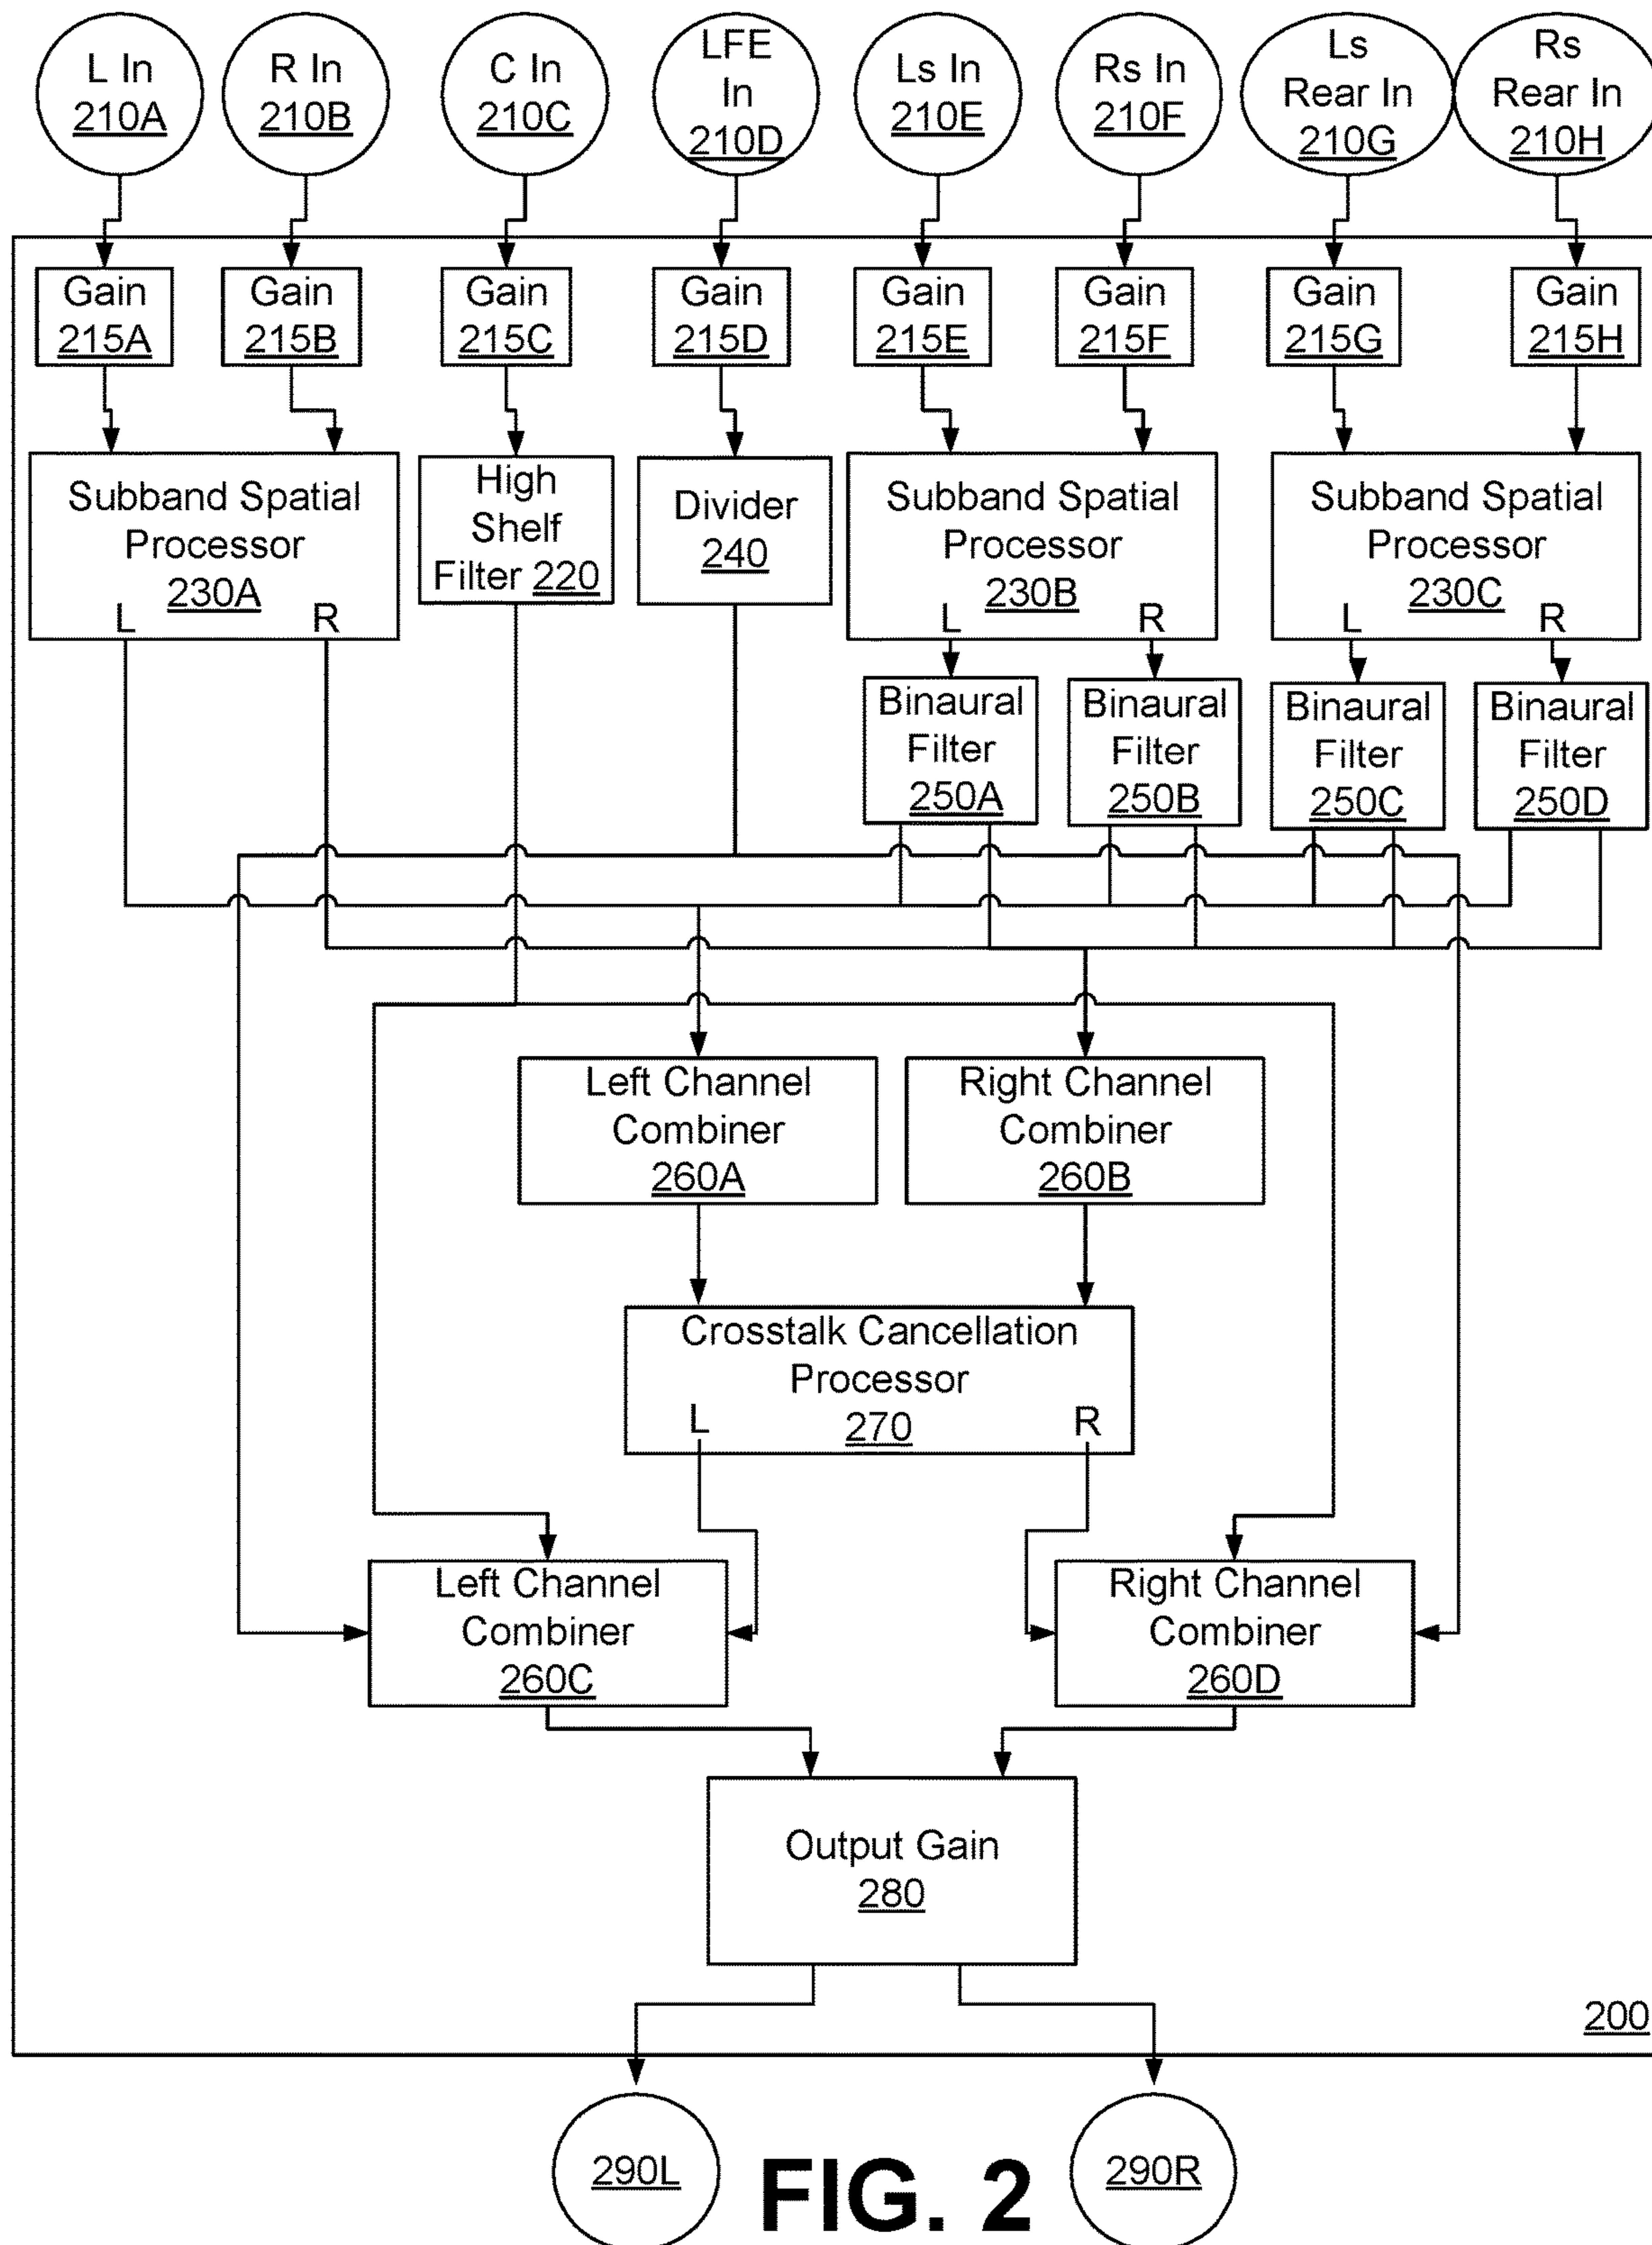 L In
210A
R In
210B
C In
210C
LFE
In
210D
Ls In
210E
Rs In
210F
Ls
Rear In
210G
Rs
Rear In
210H
Gain
215A
Gain
215B
Gain
215C
Gain
215D
Gain
215E
Gain
215F
Gain
215G
Gain
215H
Subband Spatial
Processor
230A
L R
High
Shelf
Filter 220
Divider
240
Subband Spatial
Processor
230B
L R
Subband Spatial
Processor
230C
L R
Binaural
Filter
250A
Binaural
Filter
250B
Binaural
Filter
250C
Binaural
Filter
250D
Left Channel
Combiner
260A
Right Channel
Combiner
260B
Crosstalk Cancellation
Processor
270
L R
Left Channel
Combiner
260C
Right Channel
Combiner
260D
Output Gain
280
200
290L
FIG. 2
290R